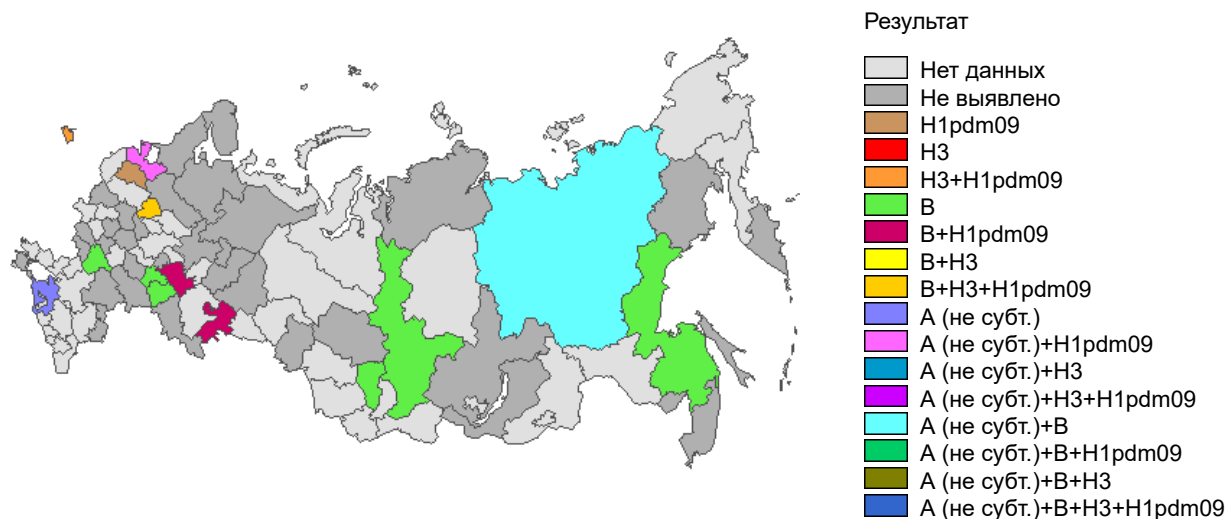 Результат
Нет данных
Не выявлено
H1pdm09
H3
H3+H1pdm09
B
B+H1pdm09
B+H3
B+H3+H1pdm09
А (не субт.)
А (не субт.)+H1pdm09
А (не субт.)+H3
А (не субт.)+H3+H1pdm09
А (не субт.)+B
А (не субт.)+B+H1pdm09
А (не субт.)+B+H3
А (не субт.)+B+H3+H1pdm09